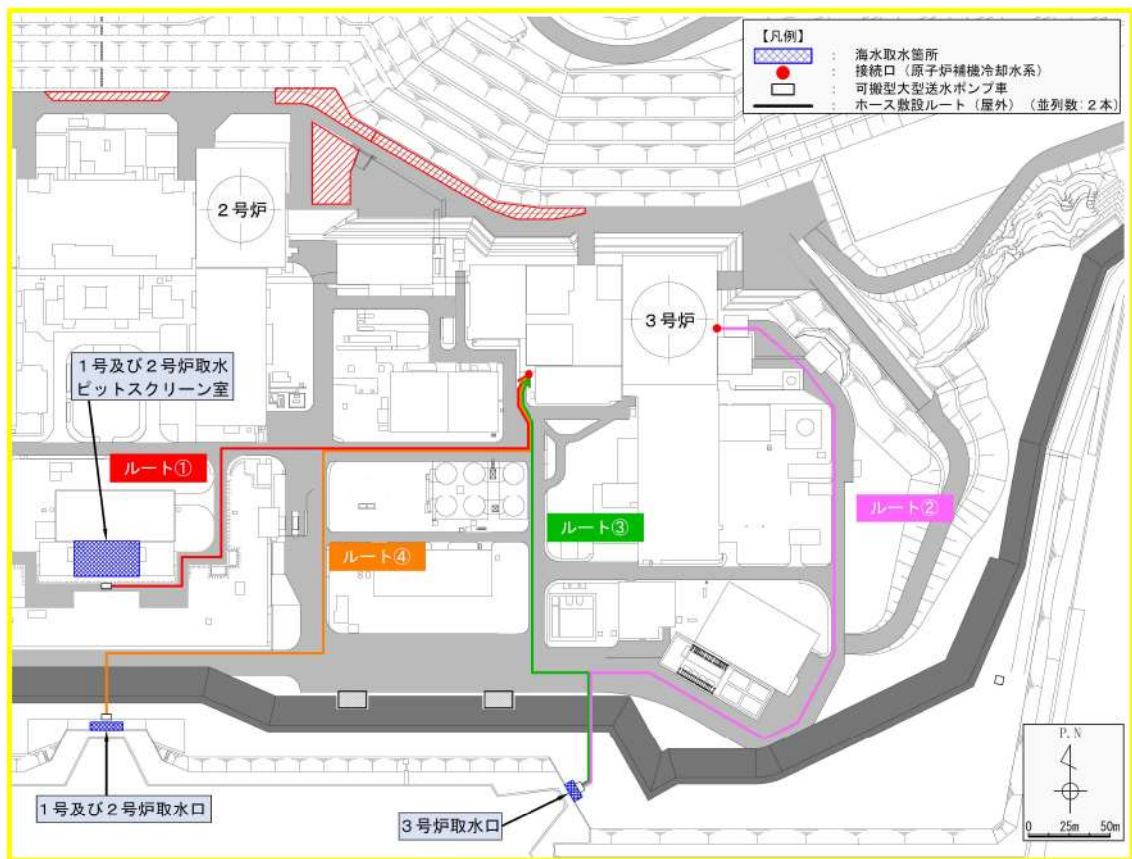 【凡例】
： 海水取水箇所
： 接続口（原子炉補機冷却水系）
： 可搬型大型送水ポンプ車
： ホース敷設ルート（屋外）（並列数：２本）
２号炉
３号炉
１号及び２号炉取水
ピットスクリーン室
ルート①
ルート②
ルート③
ルート④
１号及び２号炉取水口
３号炉取水口
P.N
0 25m 50m